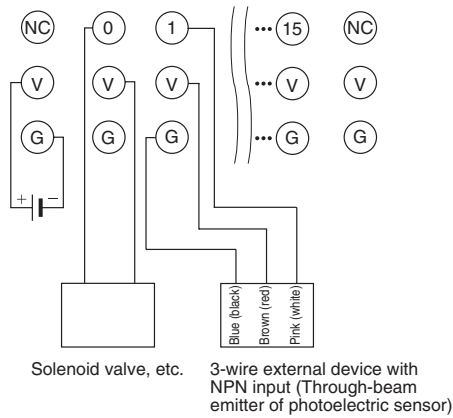 NC 0 1 ••• 15 NC
V V V ••• V V
G G G ••• G G
+ −
Blue (black)
Brown (red)
Pink (white)
Solenoid valve, etc.
3-wire external device with
NPN input (Through-beam
emitter of photoelectric sensor)